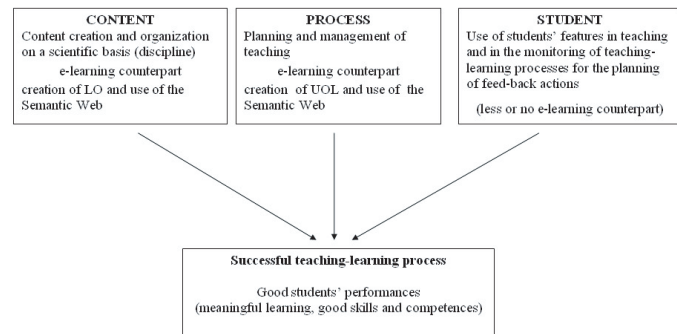 CONTENT
Content creation and organization
on a scientific basis (discipline)
e-learning counterpart
creation of LO and use of the
Semantic Web
PROCESS
Planning and management of
teaching
e-learning counterpart
creation of UOL and use of the
Semantic Web
STUDENT
Use of students' features in teaching
and in the monitoring of teaching-
learning processes for the planning
of feed-back actions
(less or no e-learning counterpart)
Successful teaching-learning process
Good students' performances
(meaningful learning, good skills and competences)